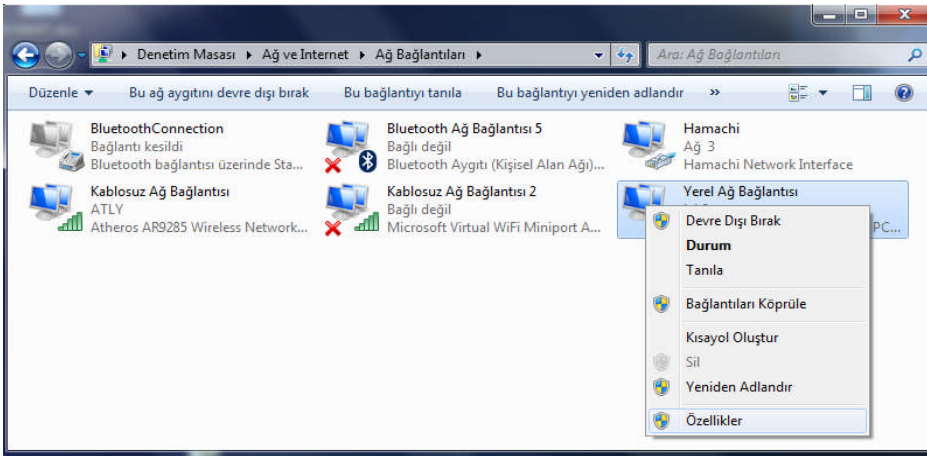 Denetim Masası ▸ Ağ ve Internet ▸ Ağ Bağlantıları ▸
Ara: Ağ Bağlantıları
Düzenle Bu ağ aygıtını devre dışı bırak Bu bağlantıyı tanıla Bu bağlantıyı yeniden adlandır »
BluetoothConnection
Bağlantı kesildi
Bluetooth bağlantısı üzerinde Sta...
Bluetooth Ağ Bağlantısı 5
Bağlı değil
Bluetooth Aygıtı (Kişisel Alan Ağı)...
Hamachi
Ağ 3
Hamachi Network Interface
Kablosuz Ağ Bağlantısı
ATLY
Atheros AR9285 Wireless Network...
Kablosuz Ağ Bağlantısı 2
Bağlı değil
Microsoft Virtual WiFi Miniport A...
Yerel Ağ Bağlantısı
PC...
Devre Dışı Bırak
Durum
Tanıla
Bağlantıları Köprüle
Kısayol Oluştur
Sil
Yeniden Adlandır
Özellikler